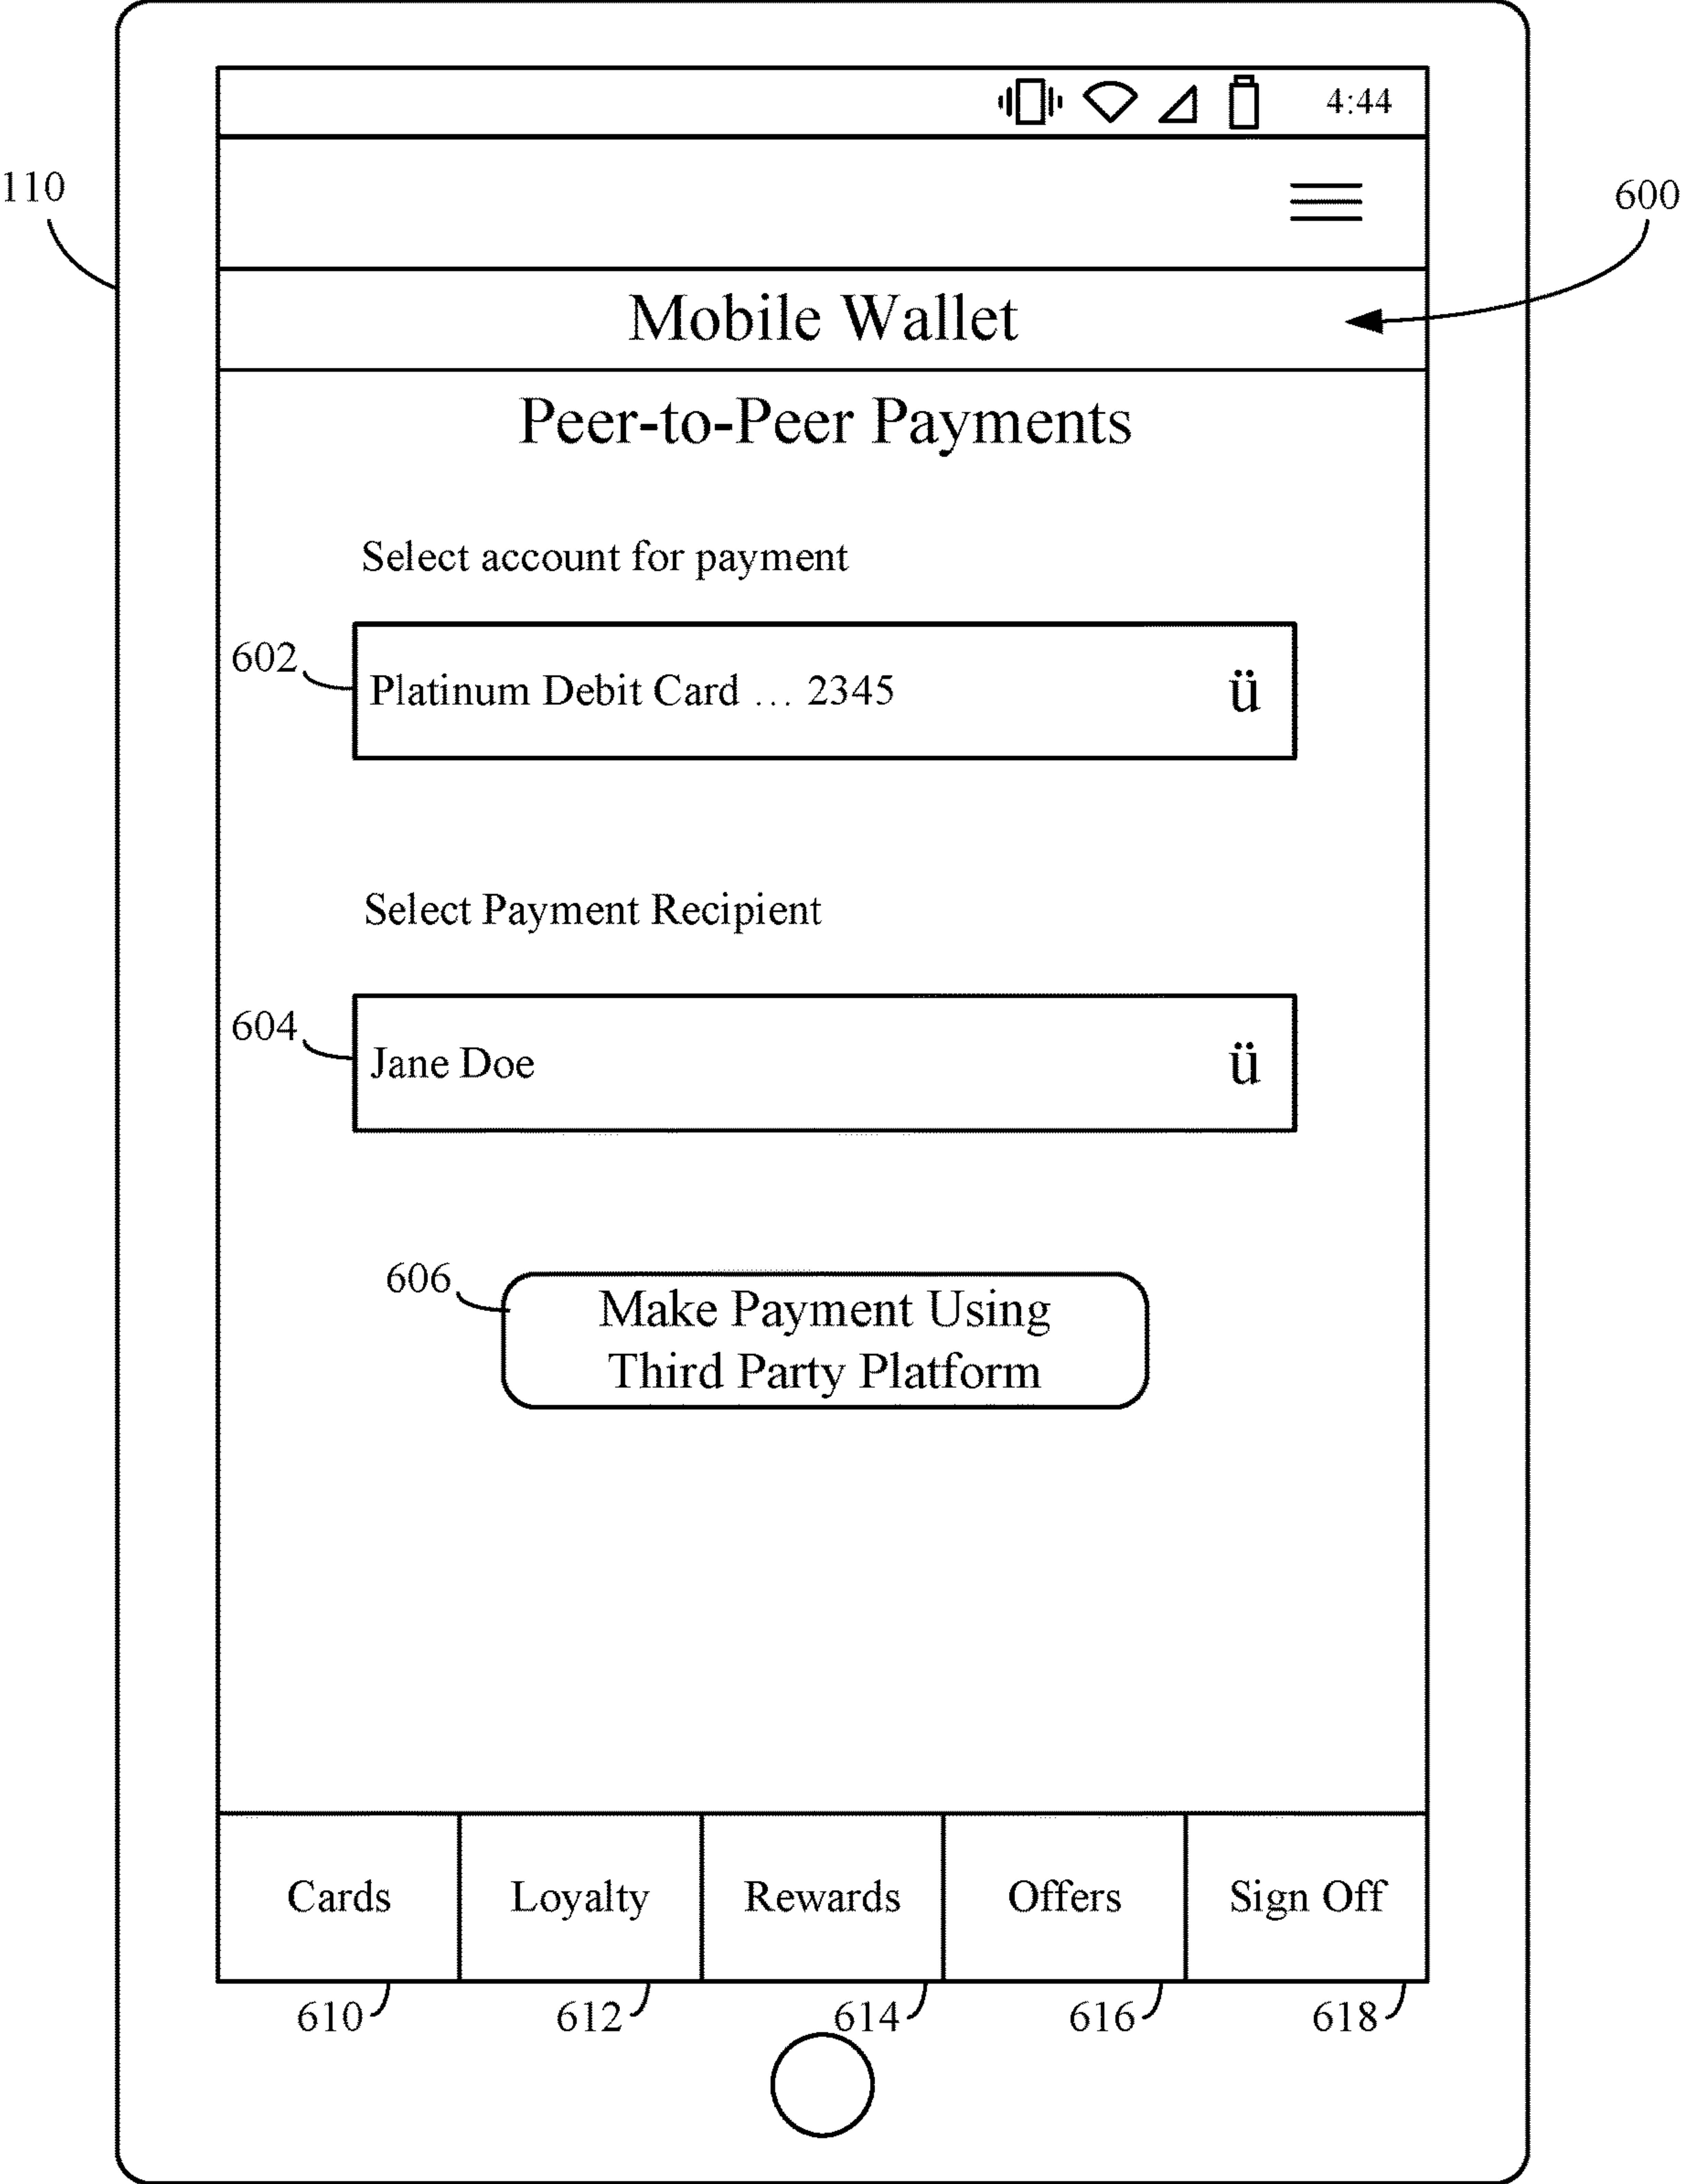 4:44
110
600
Mobile Wallet
Peer-to-Peer Payments
Select account for payment
602
Platinum Debit Card ... 2345 ü
Select Payment Recipient
604
Jane Doe ü
606
Make Payment Using
Third Party Platform
Cards Loyalty Rewards Offers Sign Off
610 612 614 616 618